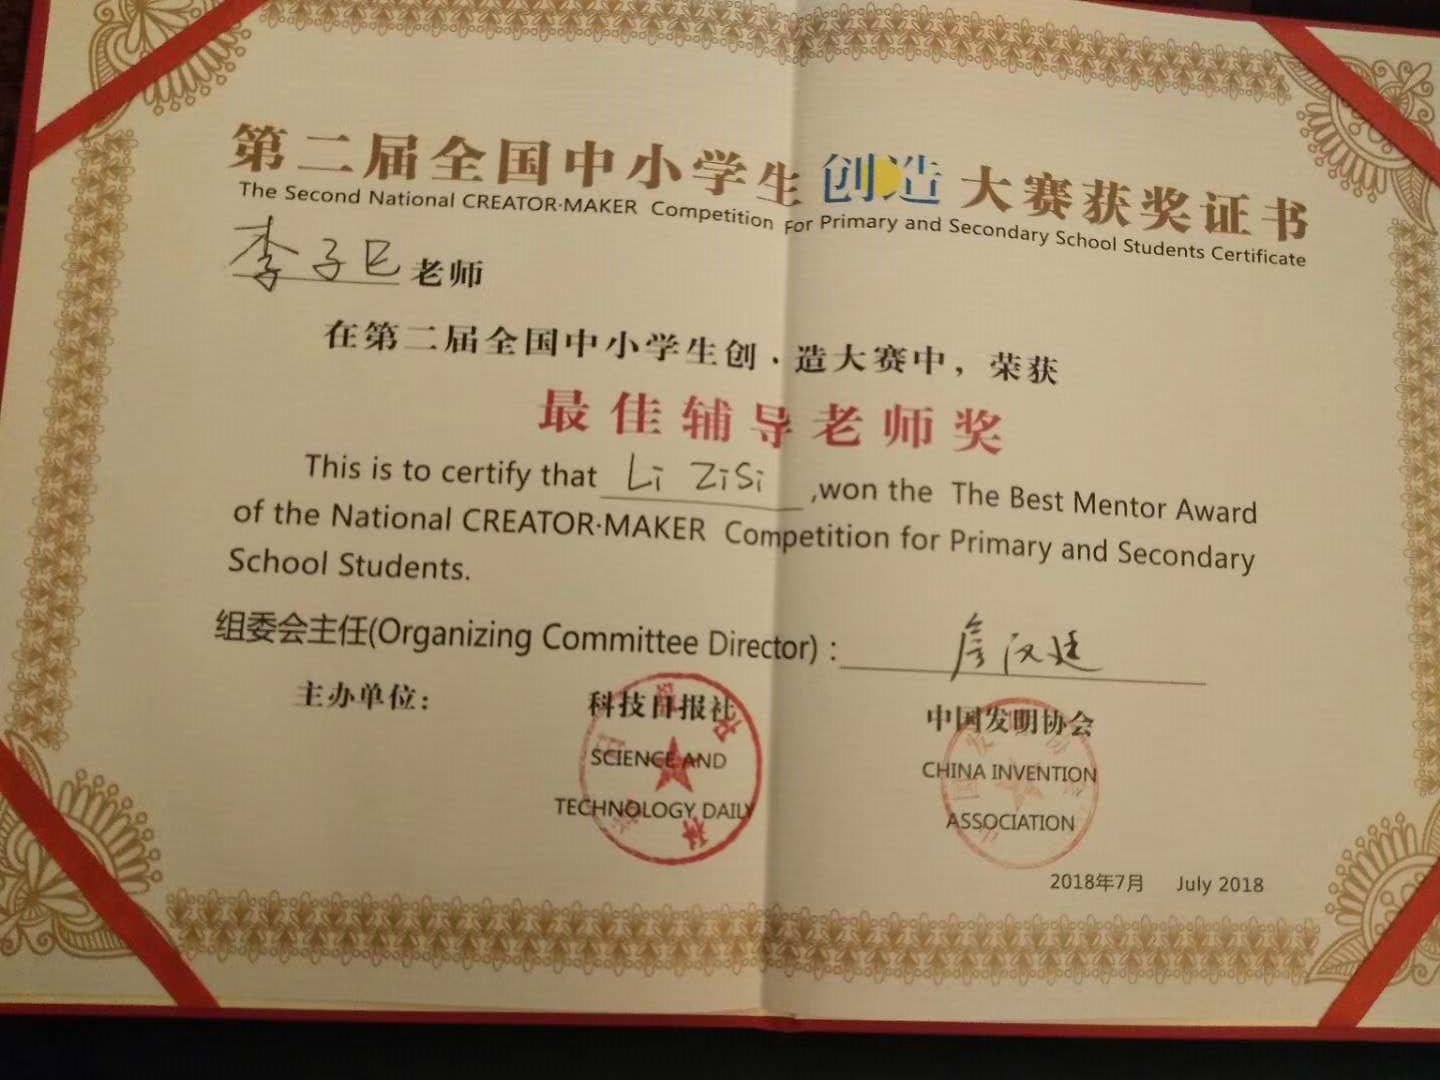 第二届全国中小学生创造大赛获奖证书
The Second National CREATOR·MAKER Competition For Primary and Secondary School Students Certificate
李子巳老师
在第二届全国中小学生创·造大赛中，荣获
最佳辅导老师奖
This is to certify that Li ZiSi ,won the The Best Mentor Award
of the National CREATOR·MAKER Competition for Primary and Secondary
School Students.
组委会主任(Organizing Committee Director)：
主办单位： 科技日报社 中国发明协会
SCIENCE AND CHINA INVENTION
TECHNOLOGY DAILY ASSOCIATION
2018年7月 July 2018